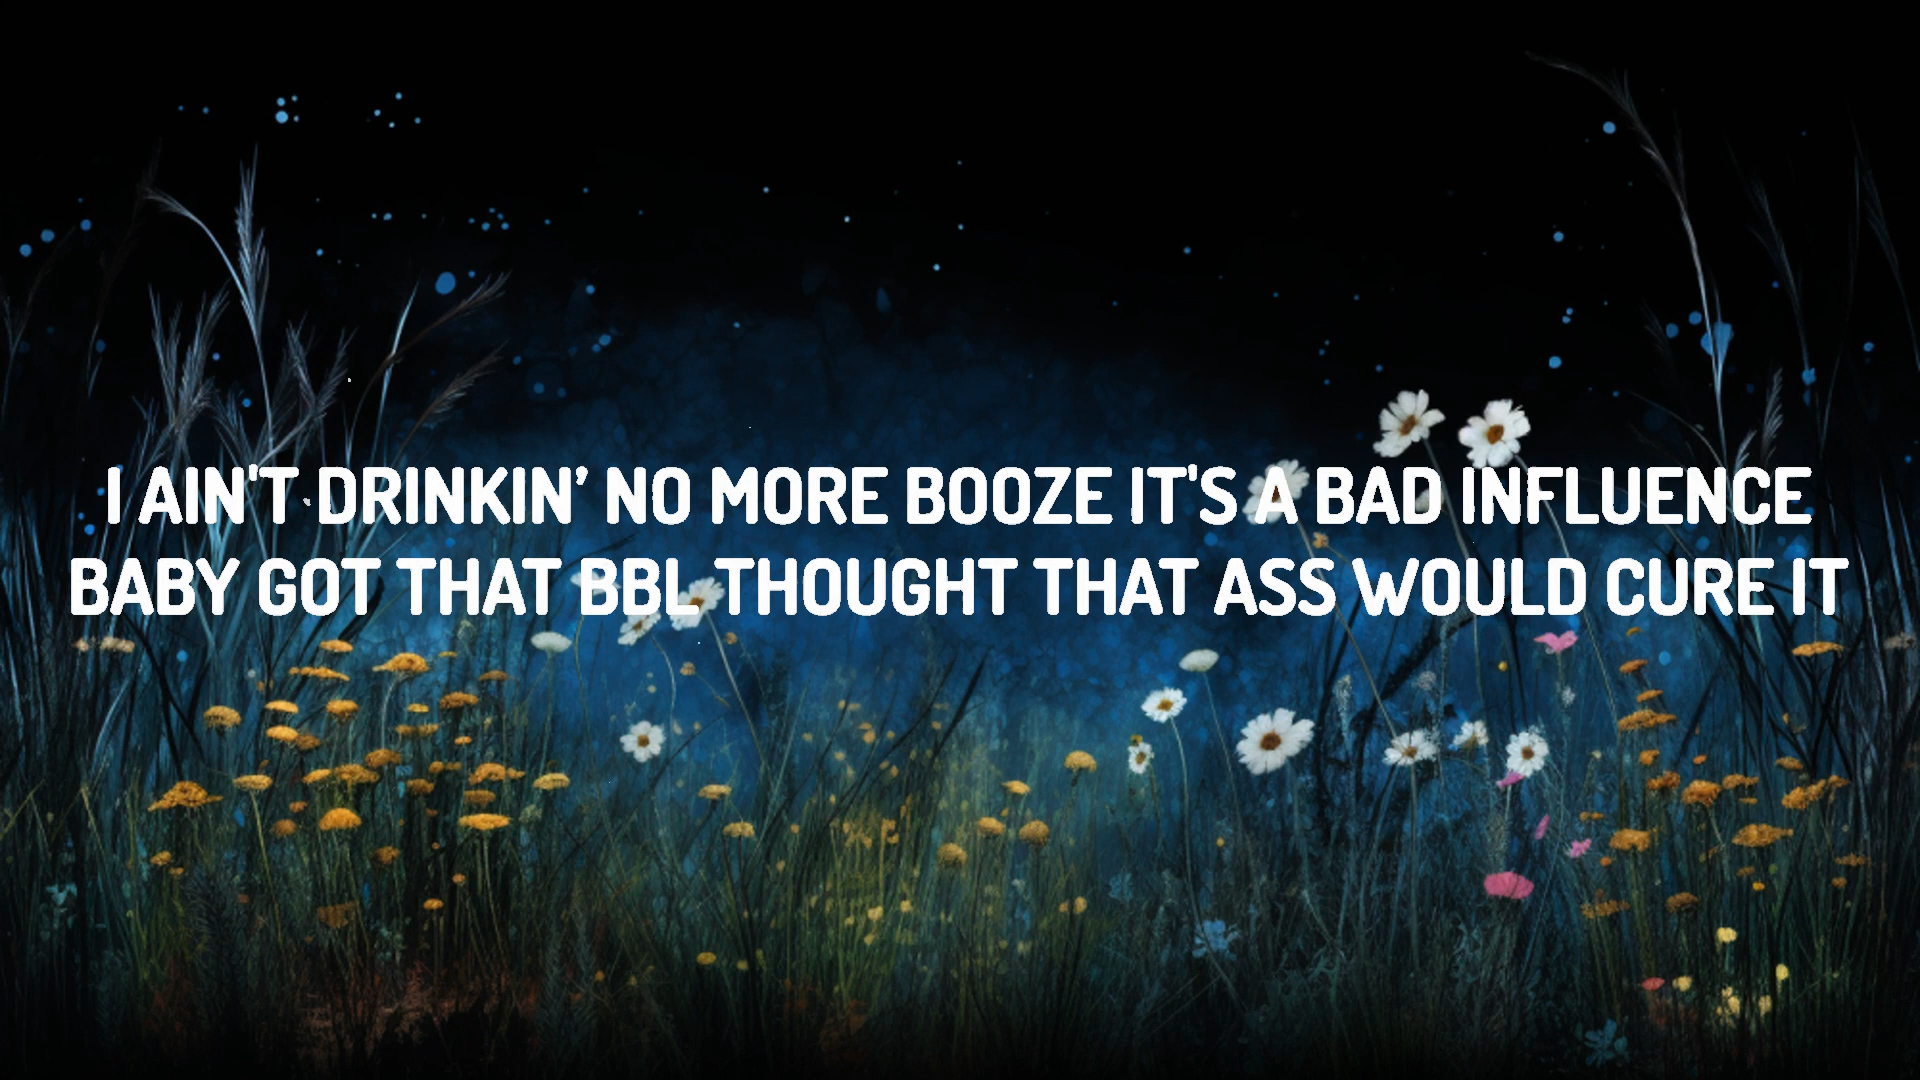 I AIN'T DRINKIN’ NO MORE BOOZE IT'S A BAD INFLUENCE
BABY GOT THAT BBL THOUGHT THAT ASS WOULD CURE IT